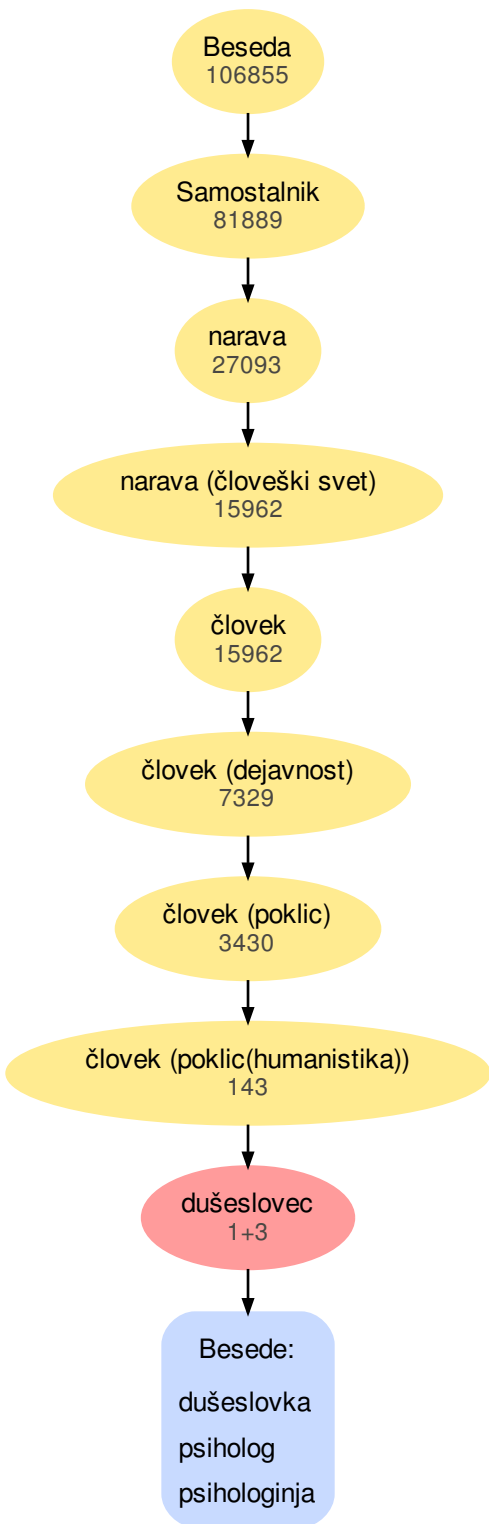 Beseda
106855
Samostalnik
81889
narava
27093
narava (človeški svet)
15962
človek
15962
človek (dejavnost)
7329
človek (poklic)
3430
človek (poklic(humanistika))
143
dušeslovec
1+3
Besede:
dušeslovka
psiholog
psihologinja